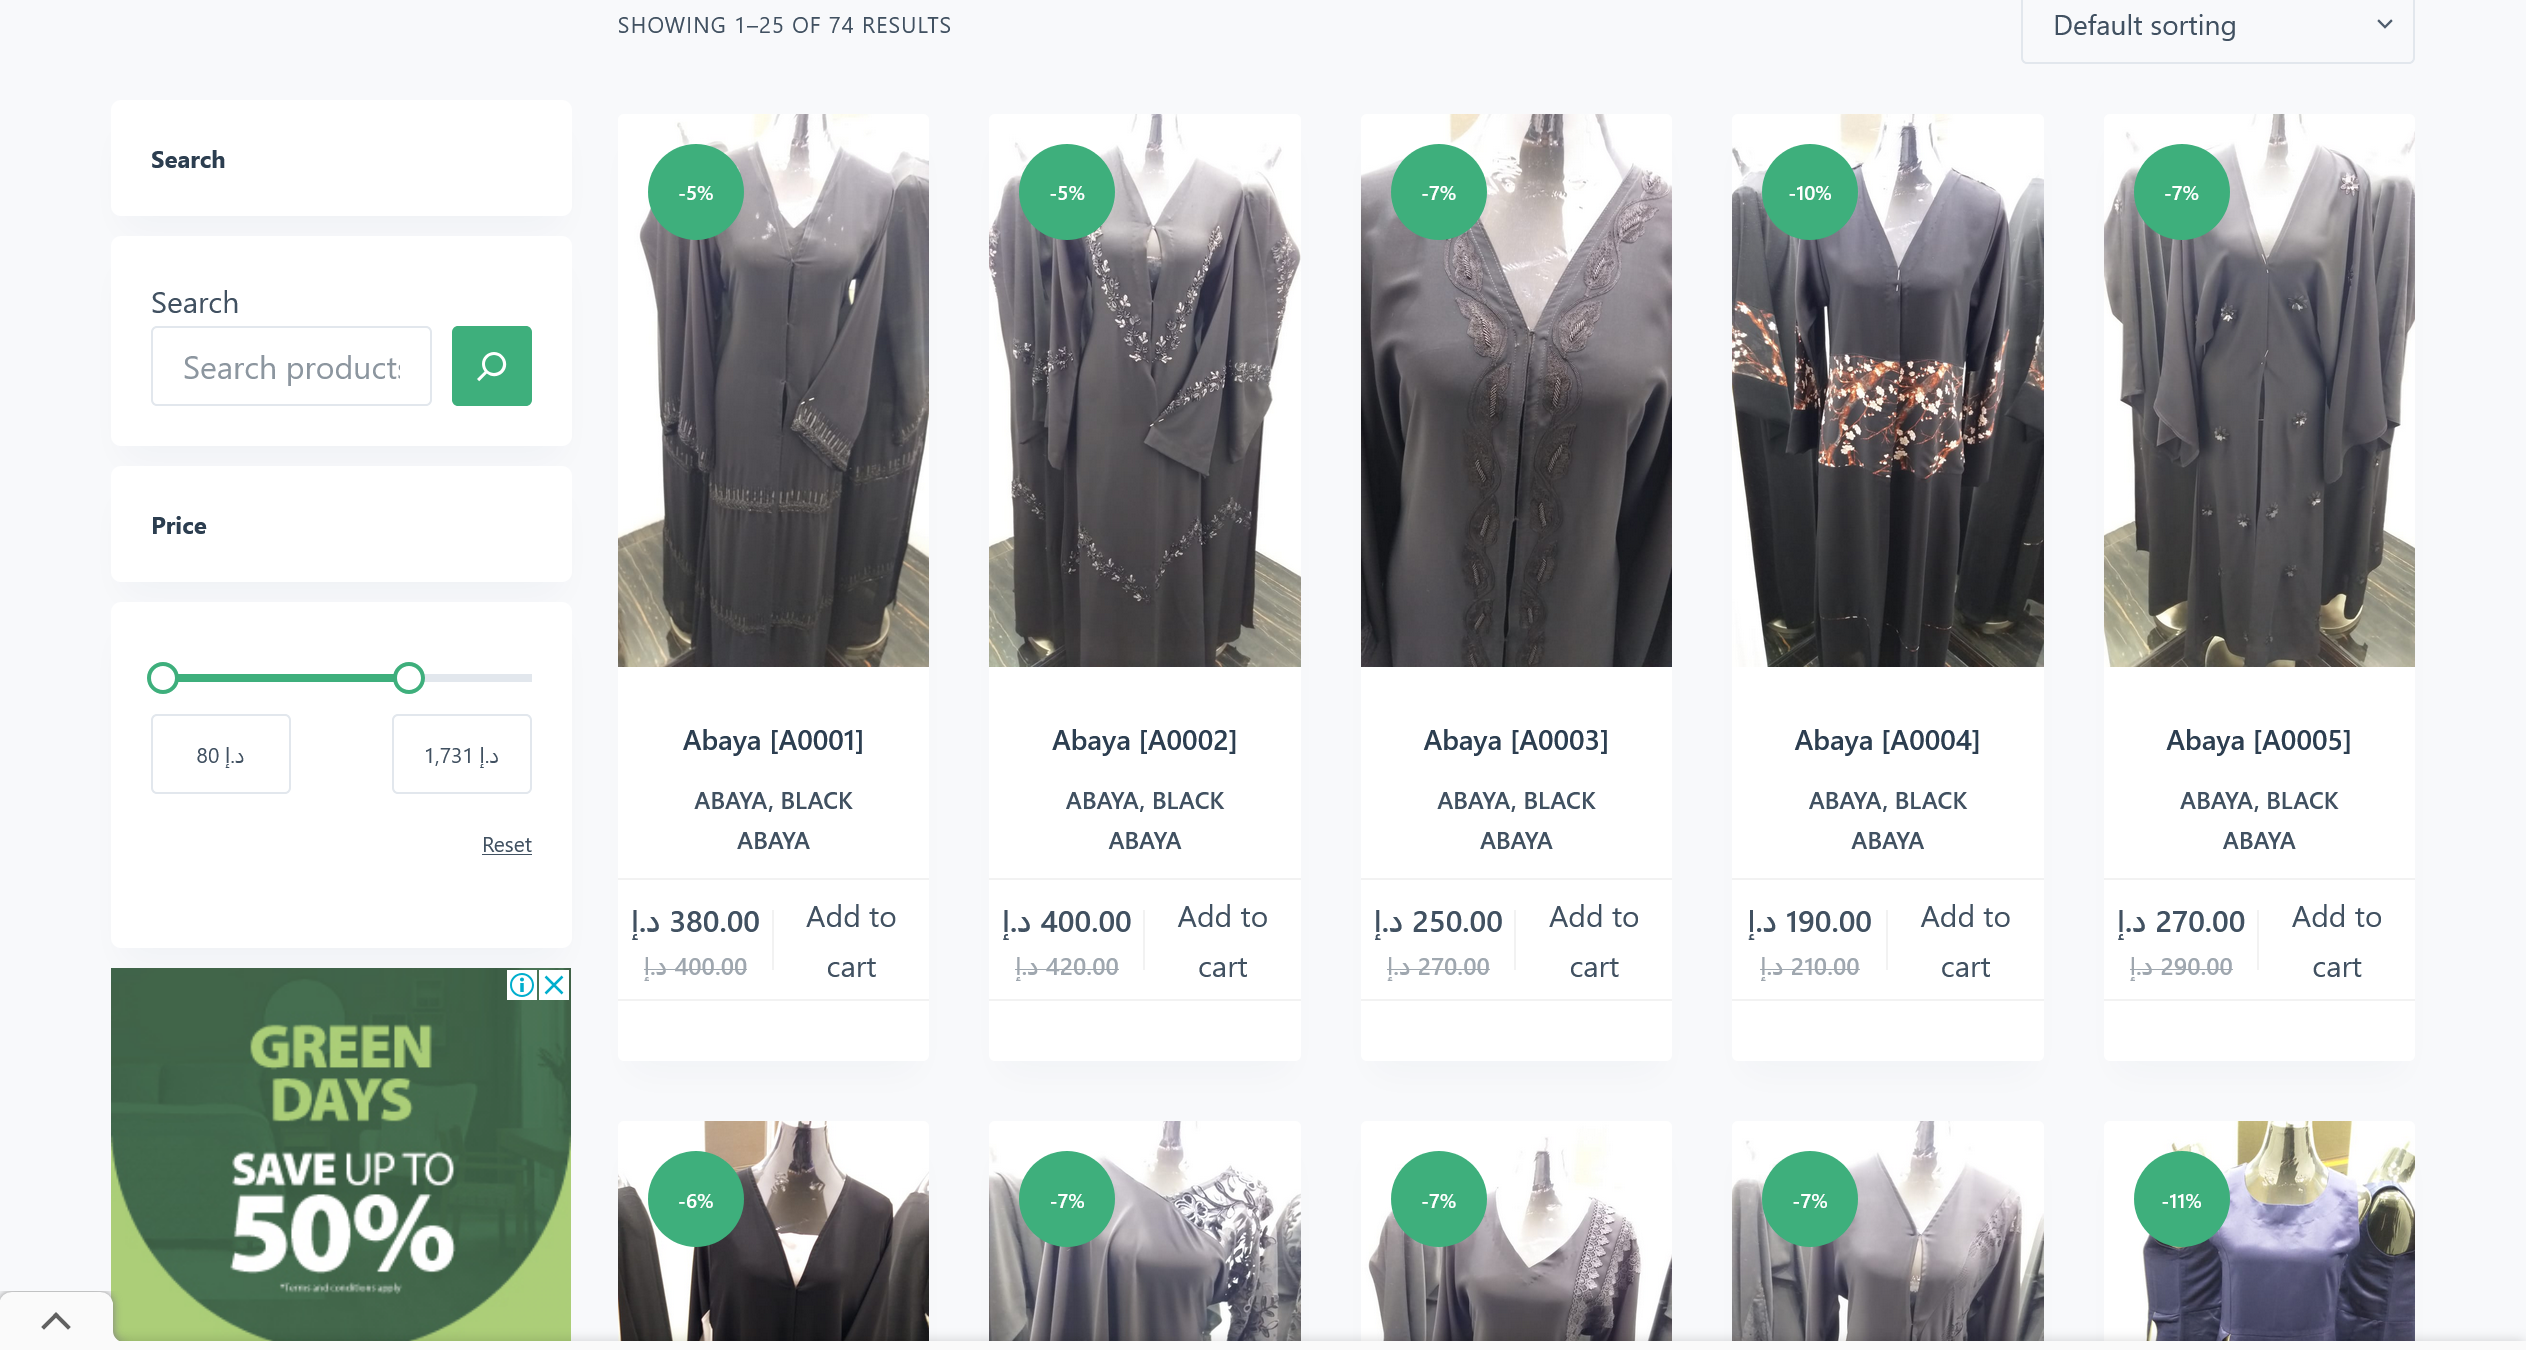 SHOWING 1–25 OF 74 RESULTS
Default sorting
Search
Search
Search products
Price
80 د.إ
1,731 د.إ
Reset
GREEN
DAYS
SAVE UP TO
50%
*Terms and conditions apply
-5%
-5%
-7%
-10%
-7%
Abaya [A0001]
Abaya [A0002]
Abaya [A0003]
Abaya [A0004]
Abaya [A0005]
ABAYA, BLACK
ABAYA
ABAYA, BLACK
ABAYA
ABAYA, BLACK
ABAYA
ABAYA, BLACK
ABAYA
ABAYA, BLACK
ABAYA
د.إ 380.00
د.إ 400.00
Add to
cart
د.إ 400.00
د.إ 420.00
Add to
cart
د.إ 250.00
د.إ 270.00
Add to
cart
د.إ 190.00
د.إ 210.00
Add to
cart
د.إ 270.00
د.إ 290.00
Add to
cart
-6%
-7%
-7%
-7%
-11%